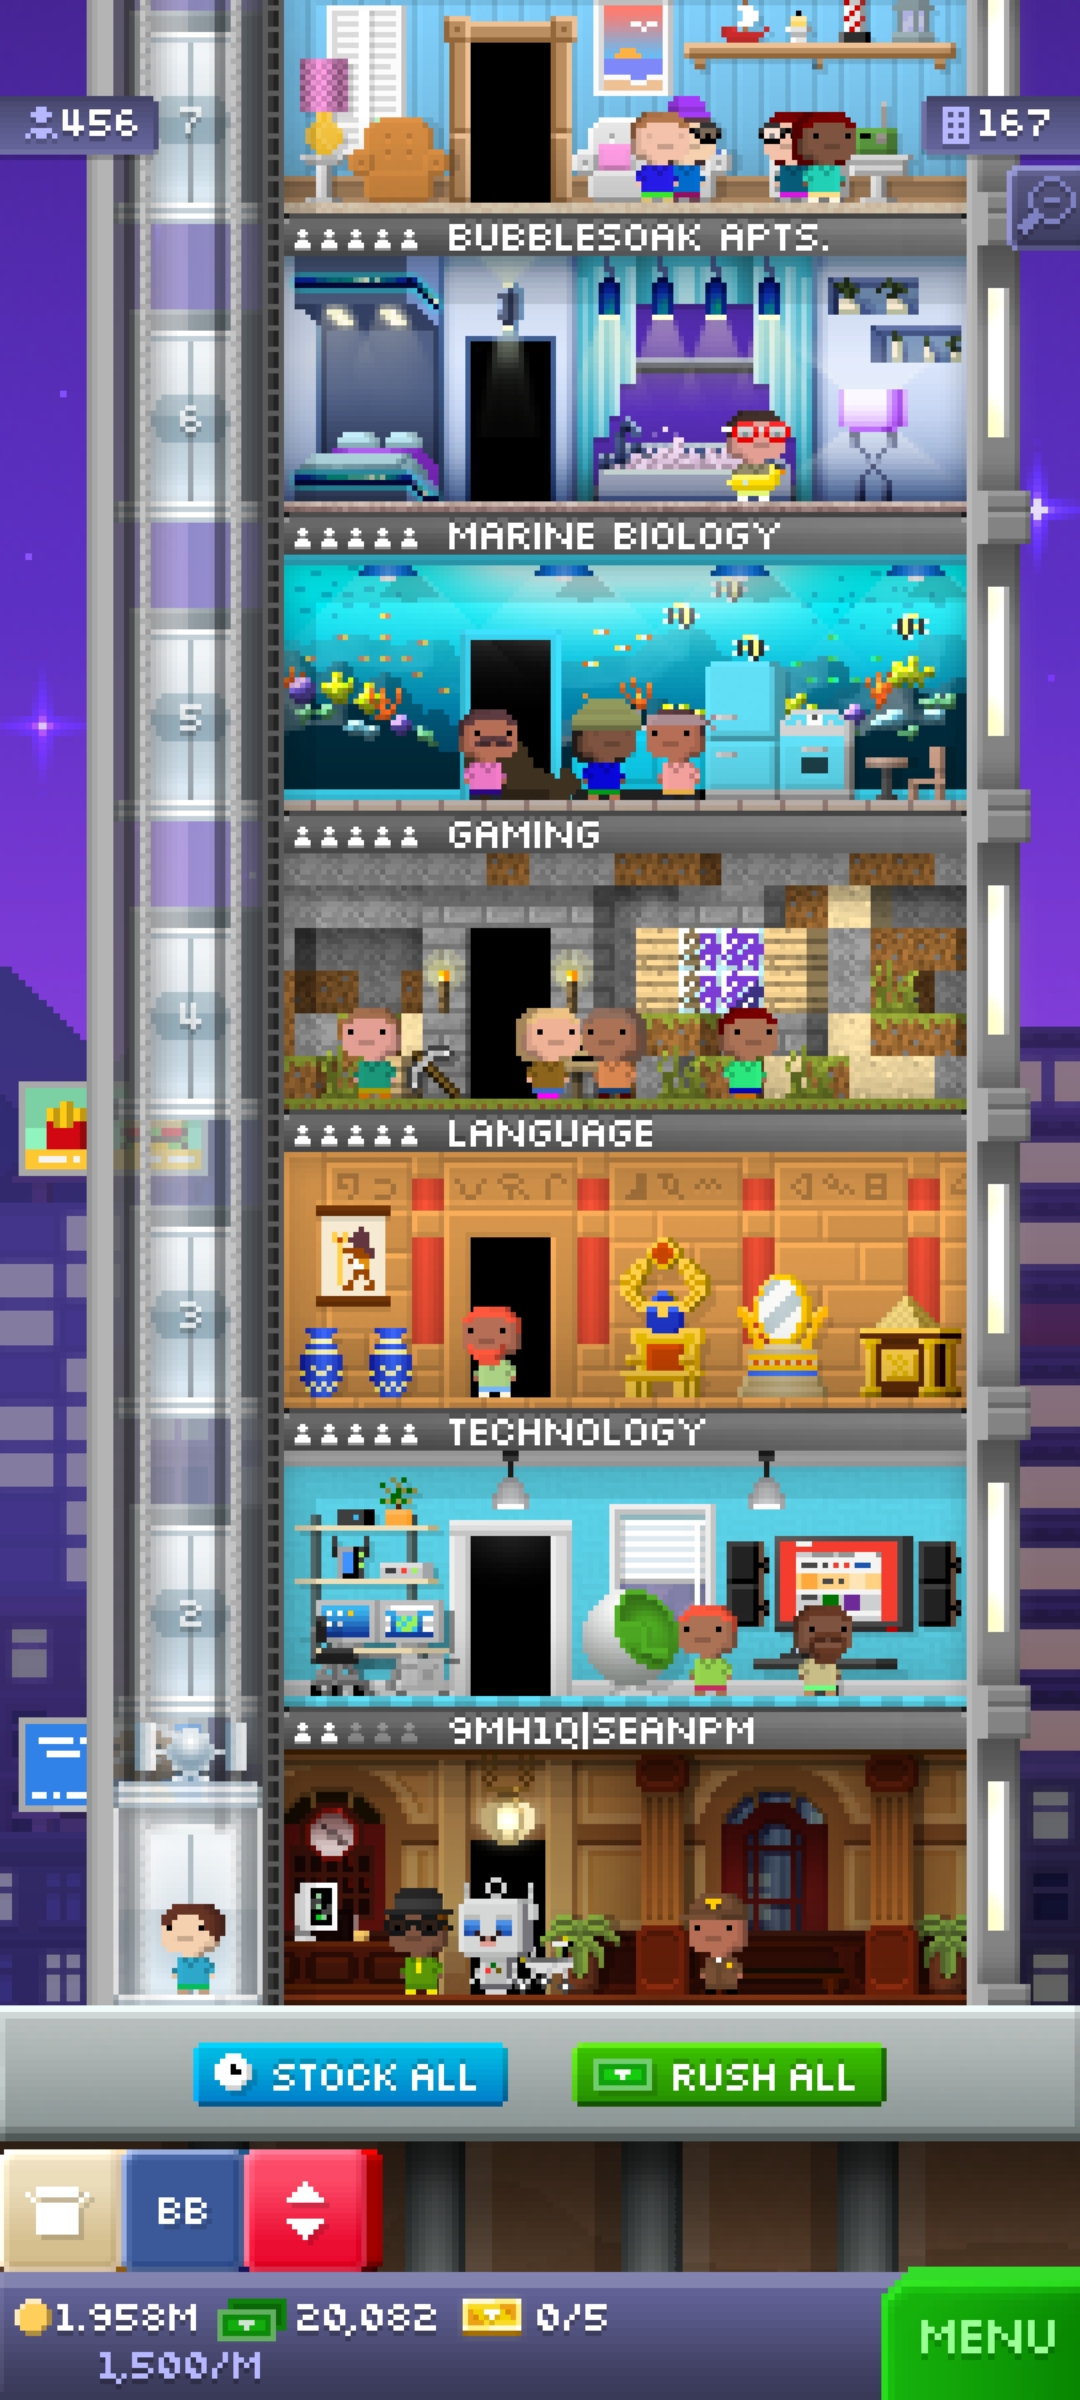 7
456
167
BUBBLESOAK APTS.
6
MARINE BIOLOGY
5
GAMING
4
LANGUAGE
3
TECHNOLOGY
2
9MH1Q|SEANPM
STOCK ALL
RUSH ALL
BB
1.958M
20,082
0/5
1,500/M
MENU